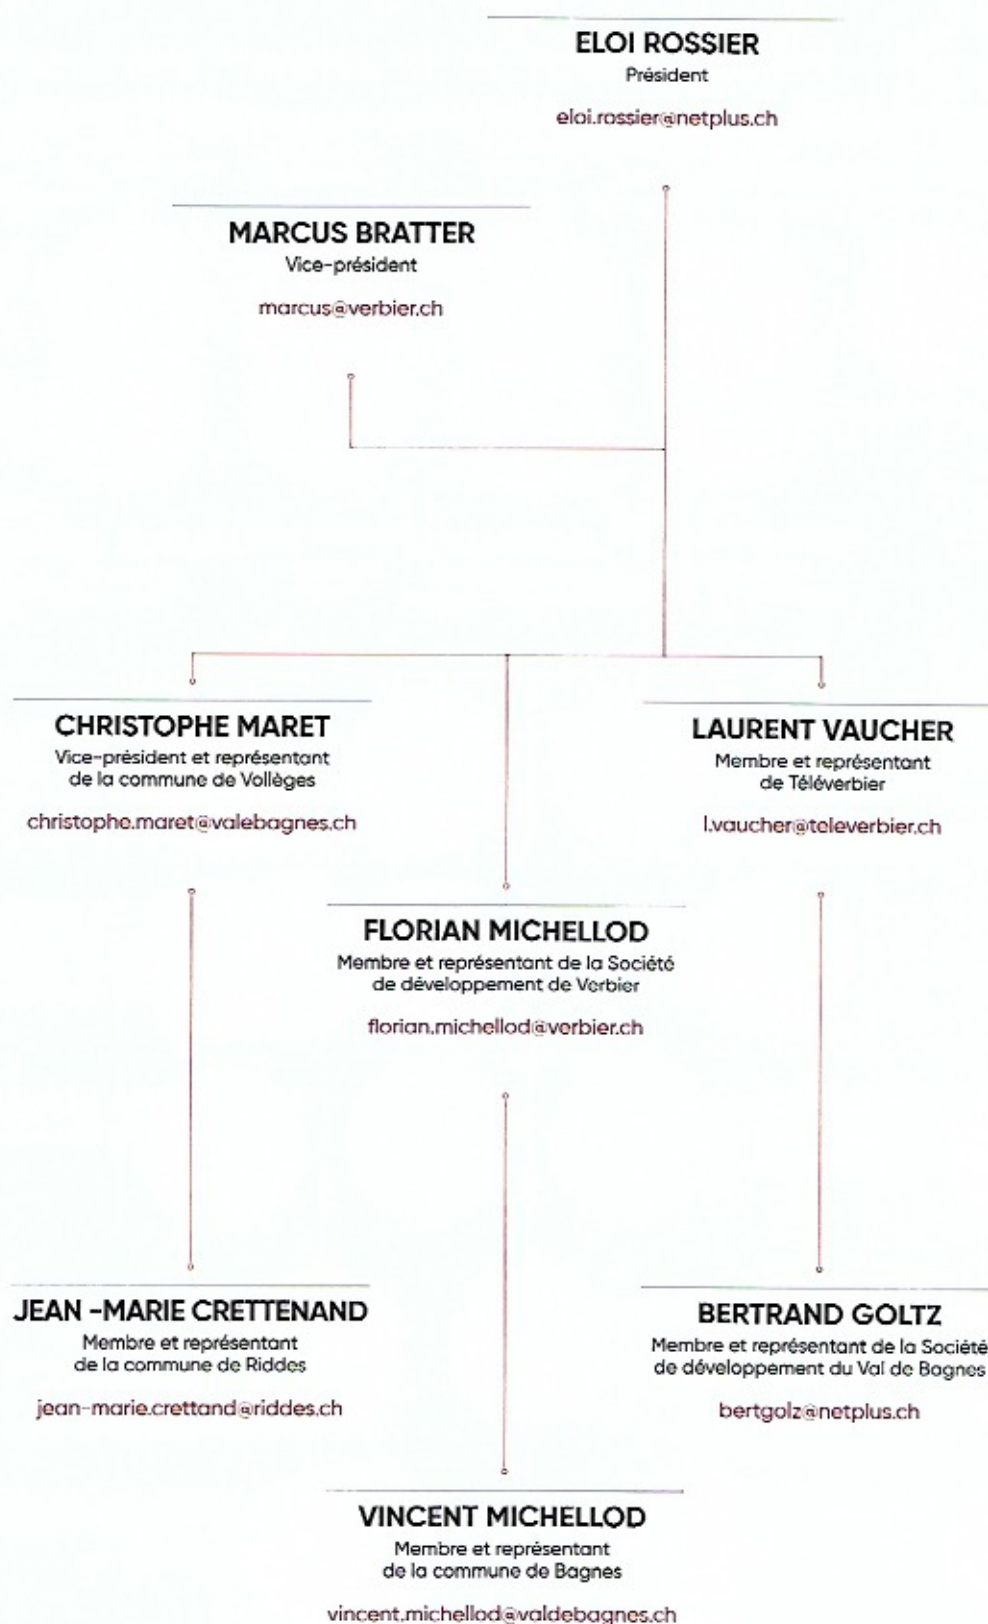 ELOI ROSSIER
Président
eloi.rossier@netplus.ch
MARCUS BRATTER
Vice-président
marcus@verbier.ch
CHRISTOPHE MARET
Vice-président et représentant
de la commune de Vollèges
christophe.maret@valebagnes.ch
LAURENT VAUCHER
Membre et représentant
de Téléverbier
l.vaucher@televerbier.ch
FLORIAN MICHELLOD
Membre et représentant de la Société
de développement de Verbier
florian.michellod@verbier.ch
JEAN -MARIE CRETTENAND
Membre et représentant
de la commune de Riddes
jean-marie.crettand@riddes.ch
BERTRAND GOLTZ
Membre et représentant de la Société
de développement du Val de Bagnes
bertgolz@netplus.ch
VINCENT MICHELLOD
Membre et représentant
de la commune de Bagnes
vincent.michellod@valdebagnes.ch